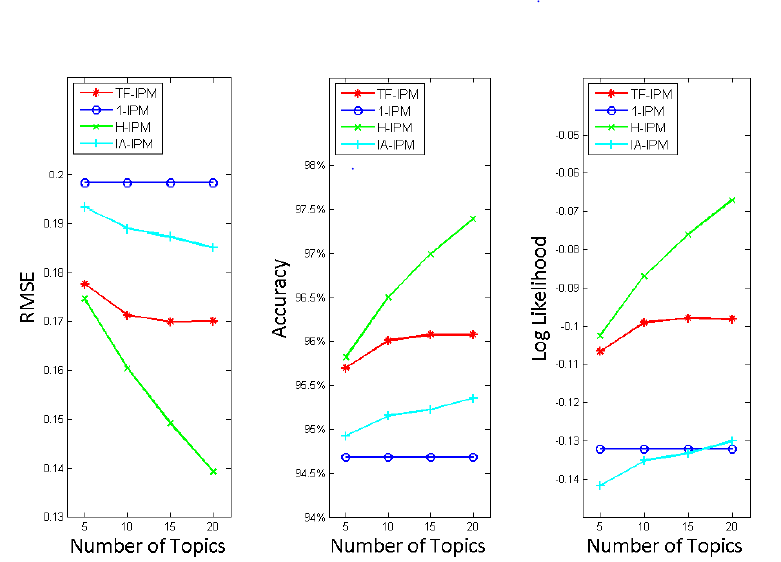 TF-IPM
1-IPM
H-IPM
IA-IPM
0.2
0.19
0.18
0.17
0.16
0.15
0.14
0.13
RMSE
5 10 15 20
Number of Topics
TF-IPM
1-IPM
H-IPM
IA-IPM
98%
97.5%
97%
96.5%
96%
95.5%
95%
94.5%
94%
Accuracy
5 10 15 20
Number of Topics
TF-IPM
1-IPM
H-IPM
IA-IPM
-0.05
-0.06
-0.07
-0.08
-0.09
-0.1
-0.11
-0.12
-0.13
-0.14
Log Likelihood
5 10 15 20
Number of Topics